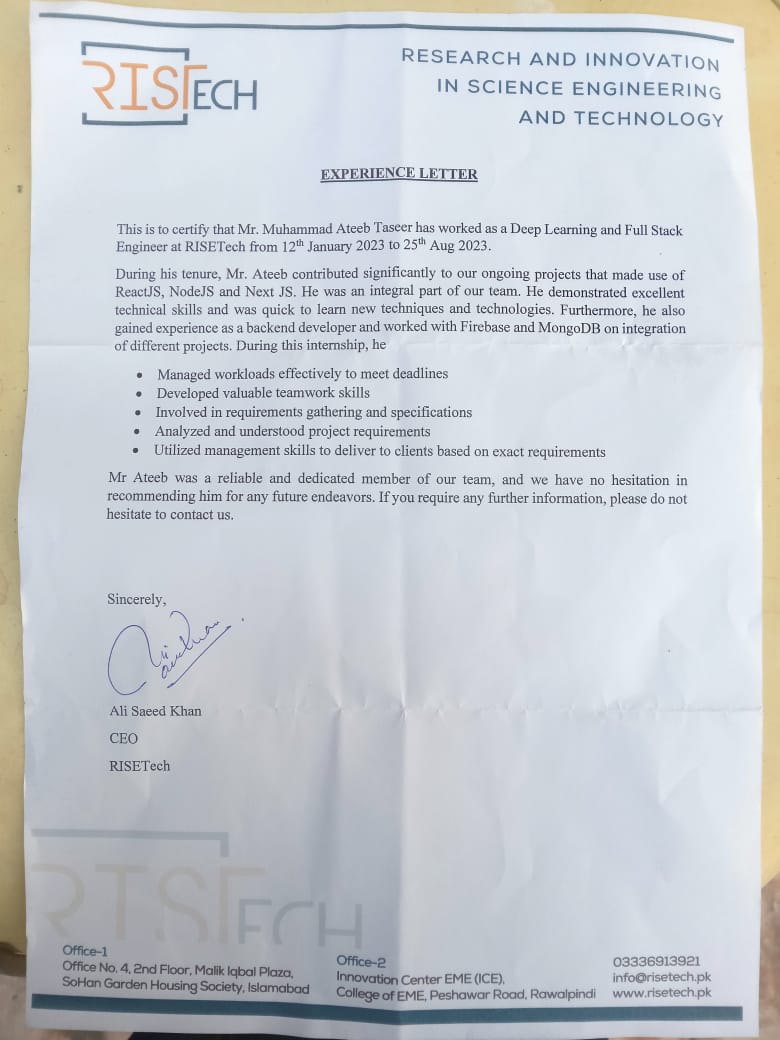 RISETECH
RESEARCH AND INNOVATION
IN SCIENCE ENGINEERING
AND TECHNOLOGY
EXPERIENCE LETTER
This is to certify that Mr. Muhammad Ateeb Taseer has worked as a Deep Learning and Full Stack
Engineer at RISETech from 12th January 2023 to 25th Aug 2023.
During his tenure, Mr. Ateeb contributed significantly to our ongoing projects that made use of
ReactJS, NodeJS and Next JS. He was an integral part of our team. He demonstrated excellent
technical skills and was quick to learn new techniques and technologies. Furthermore, he also
gained experience as a backend developer and worked with Firebase and MongoDB on integration
of different projects. During this internship, he
• Managed workloads effectively to meet deadlines
• Developed valuable teamwork skills
• Involved in requirements gathering and specifications
• Analyzed and understood project requirements
• Utilized management skills to deliver to clients based on exact requirements
Mr Ateeb was a reliable and dedicated member of our team, and we have no hesitation in
recommending him for any future endeavors. If you require any further information, please do not
hesitate to contact us.
Sincerely,
Ali Saeed Khan
CEO
RISETech
RISETECH
Office-1
Office No. 4, 2nd Floor, Malik Iqbal Plaza,
SoHan Garden Housing Society, Islamabad
Office-2
Innovation Center EME (ICE),
College of EME, Peshawar Road, Rawalpindi
03336913921
info@risetech.pk
www.risetech.pk